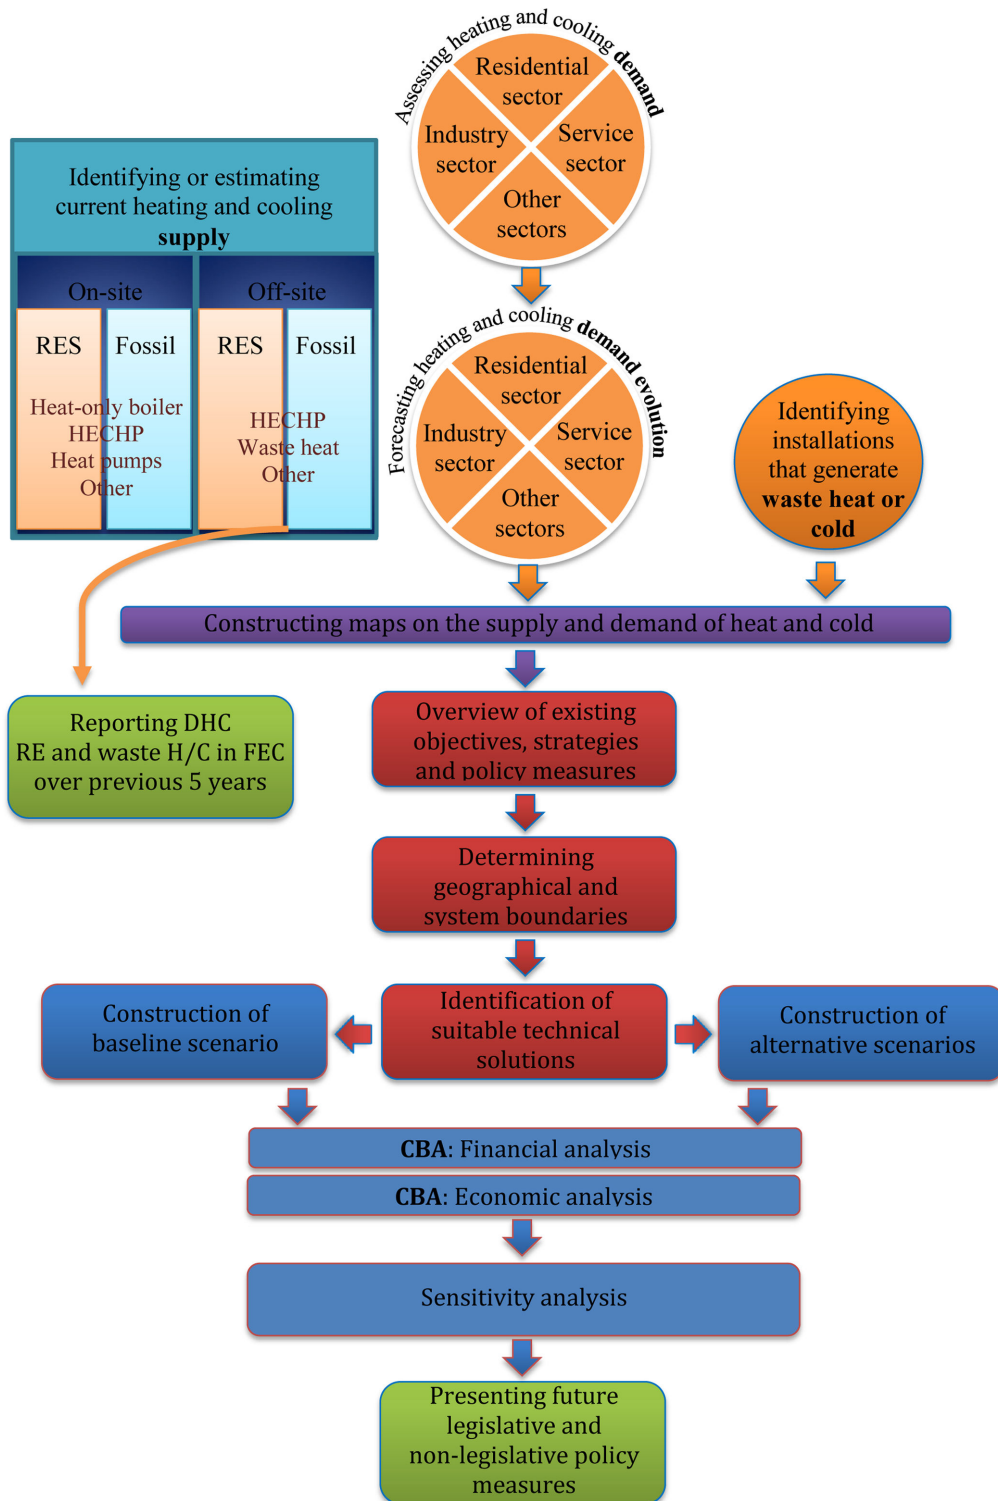 Assessing heating and cooling demand
Residential
sector
Industry
sector
Service
sector
Other
sectors
Identifying or estimating
current heating and cooling
supply
On-site
Off-site
RES
Fossil
RES
Fossil
Heat-only boiler
HECHP
Heat pumps
Other
HECHP
Waste heat
Other
Forecasting heating and cooling demand evolution
Residential
sector
Industry
sector
Service
sector
Other
sectors
Identifying
installations
that generate
waste heat or
cold
Constructing maps on the supply and demand of heat and cold
Reporting DHC
RE and waste H/C in FEC
over previous 5 years
Overview of existing
objectives, strategies
and policy measures
Determining
geographical and
system boundaries
Construction of
baseline scenario
Identification of
suitable technical
solutions
Construction of
alternative scenarios
CBA: Financial analysis
CBA: Economic analysis
Sensitivity analysis
Presenting future
legislative and
non-legislative policy
measures